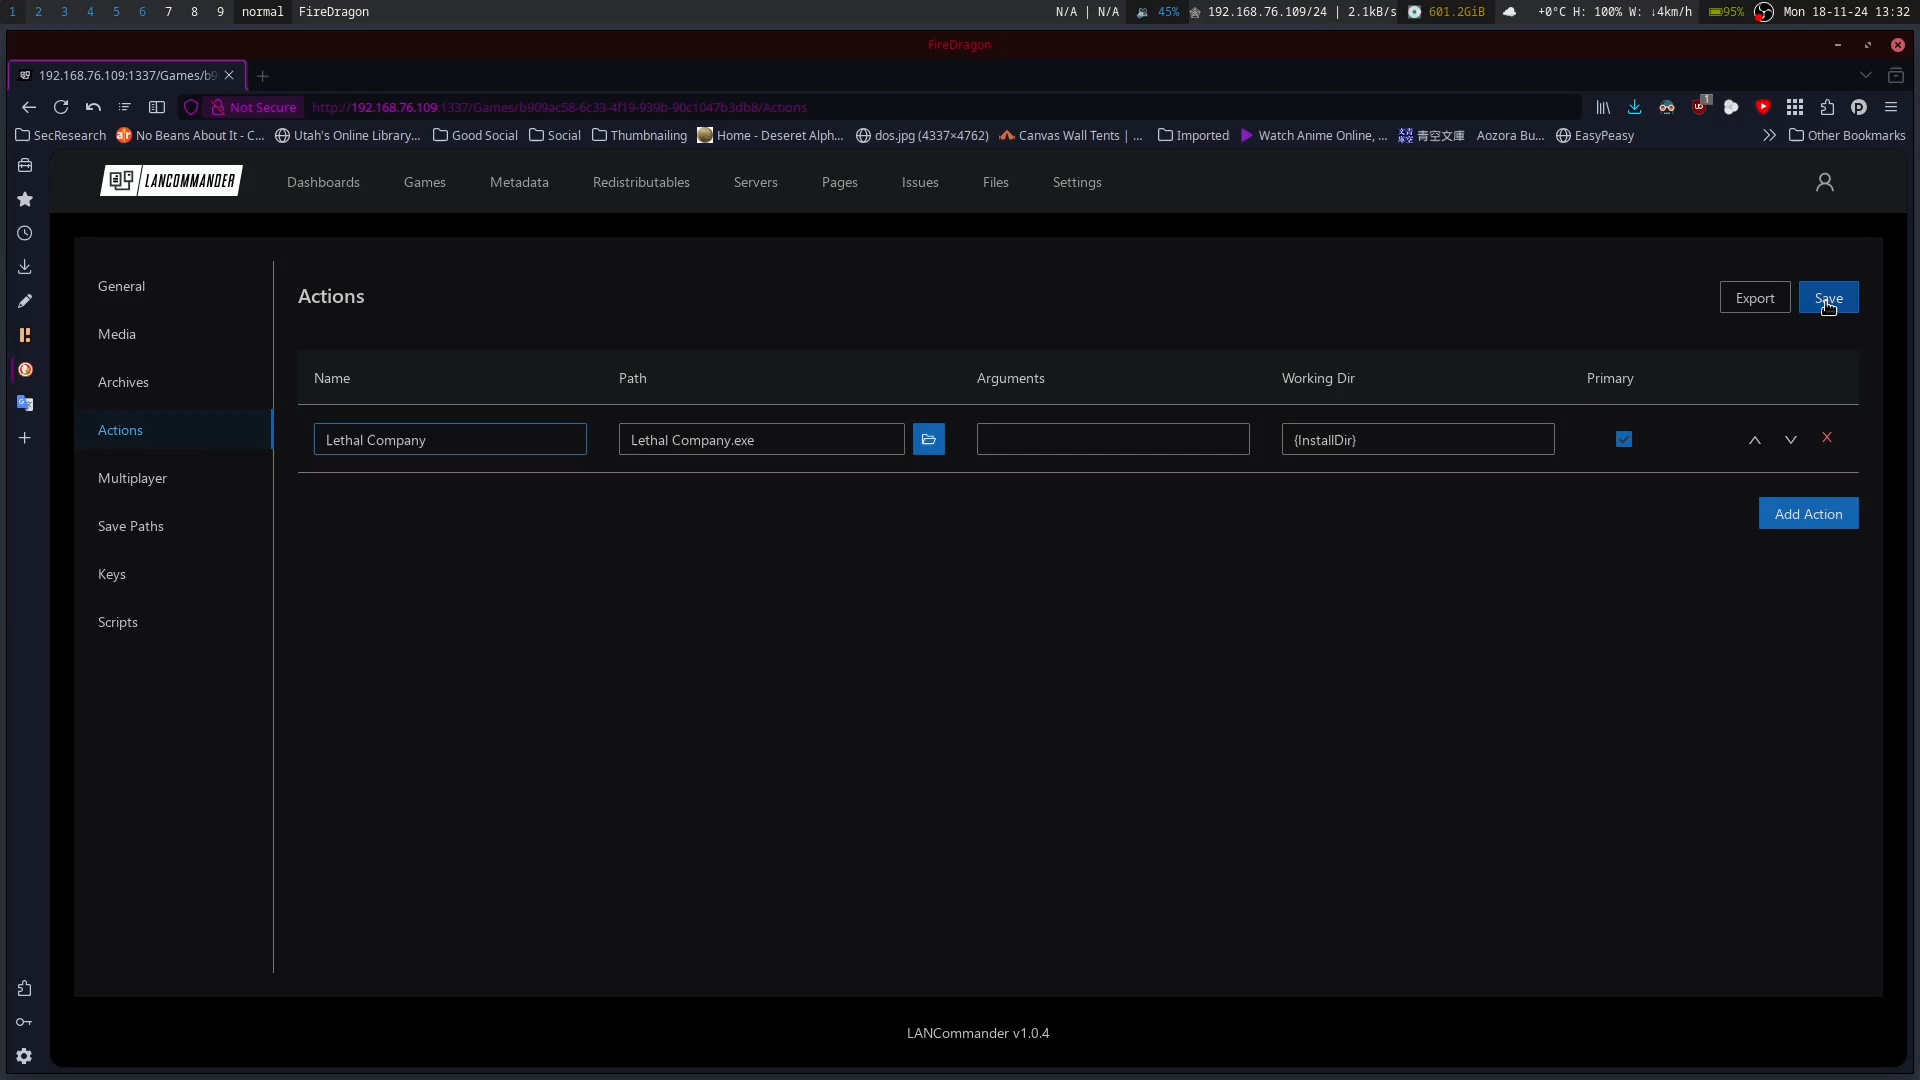 1 2 3 4 5 6 7 8 9 normal FireDragon N/A | N/A 45% 192.168.76.109/24 | 2.1kB/s 601.2GiB +0°C H: 100% W: ↓4km/h 95% Mon 18-11-24 13:32
FireDragon
192.168.76.109:1337/Games/b9
Not Secure http://192.168.76.109:1337/Games/b909ac58-6c33-4f19-939b-90c1047b3db8/Actions 1
SecResearch No Beans About It - C... Utah's Online Library... Good Social Social Thumbnailing Home - Deseret Alph... dos.jpg (4337×4762) Canvas Wall Tents | ... Imported Watch Anime Online, ... 青空文庫 Aozora Bu... EasyPeasy Other Bookmarks
LANCOMMANDER Dashboards Games Metadata Redistributables Servers Pages Issues Files Settings
General
Media
Archives
Actions
Multiplayer
Save Paths
Keys
Scripts
Actions Export Save
Name Path Arguments Working Dir Primary
Lethal Company Lethal Company.exe {InstallDir}
Add Action
LANCommander v1.0.4